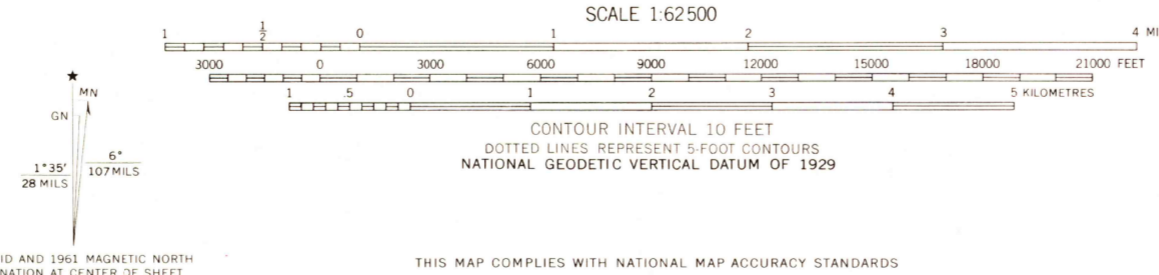 SCALE 1:62500
1 1/2 0 1 2 3 4 MI
3000 0 3000 6000 9000 12000 15000 18000 21000 FEET
1 .5 0 1 2 3 4 5 KILOMETRES
★
MN
GN
1°35′
28 MILS
6°
107 MILS
CONTOUR INTERVAL 10 FEET
DOTTED LINES REPRESENT 5-FOOT CONTOURS
NATIONAL GEODETIC VERTICAL DATUM OF 1929
ID AND 1961 MAGNETIC NORTH
NATION AT CENTER OF SHEET
THIS MAP COMPLIES WITH NATIONAL MAP ACCURACY STANDARDS